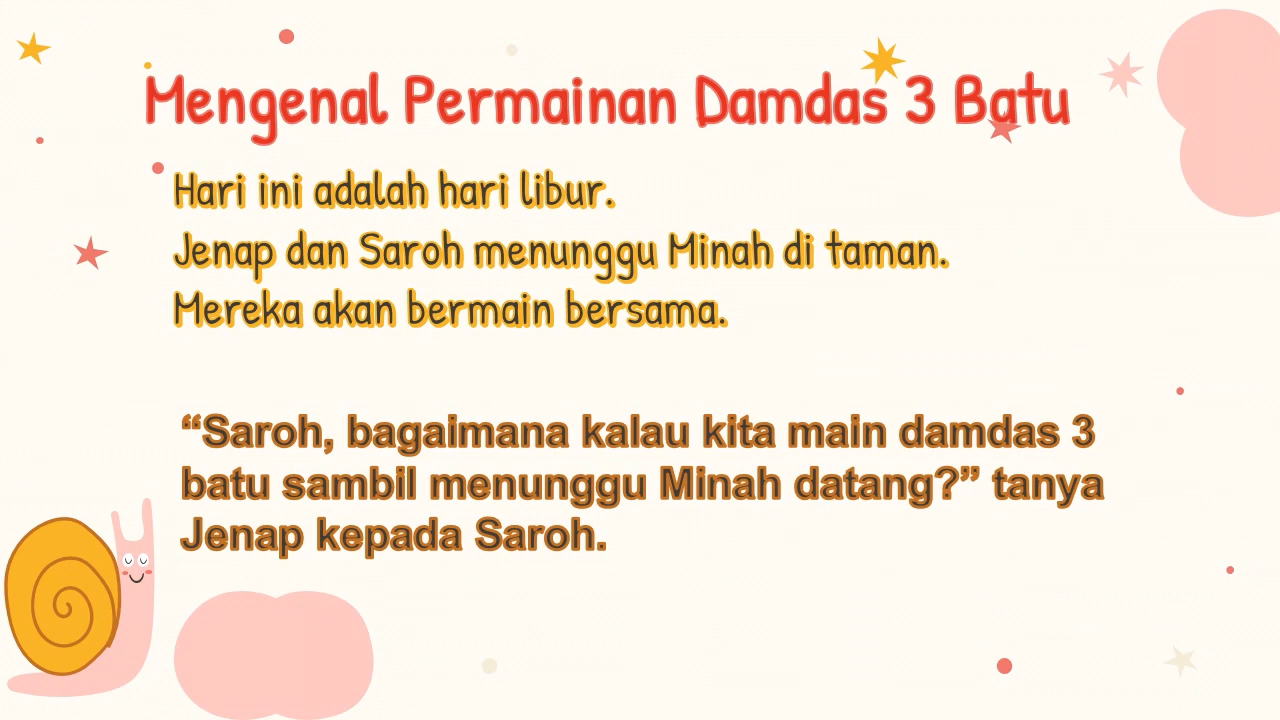 Mengenal Permainan Damdas 3 Batu
Hari ini adalah hari libur.
Jenap dan Saroh menunggu Minah di taman.
Mereka akan bermain bersama.
“Saroh, bagaimana kalau kita main damdas 3
batu sambil menunggu Minah datang?” tanya
Jenap kepada Saroh.